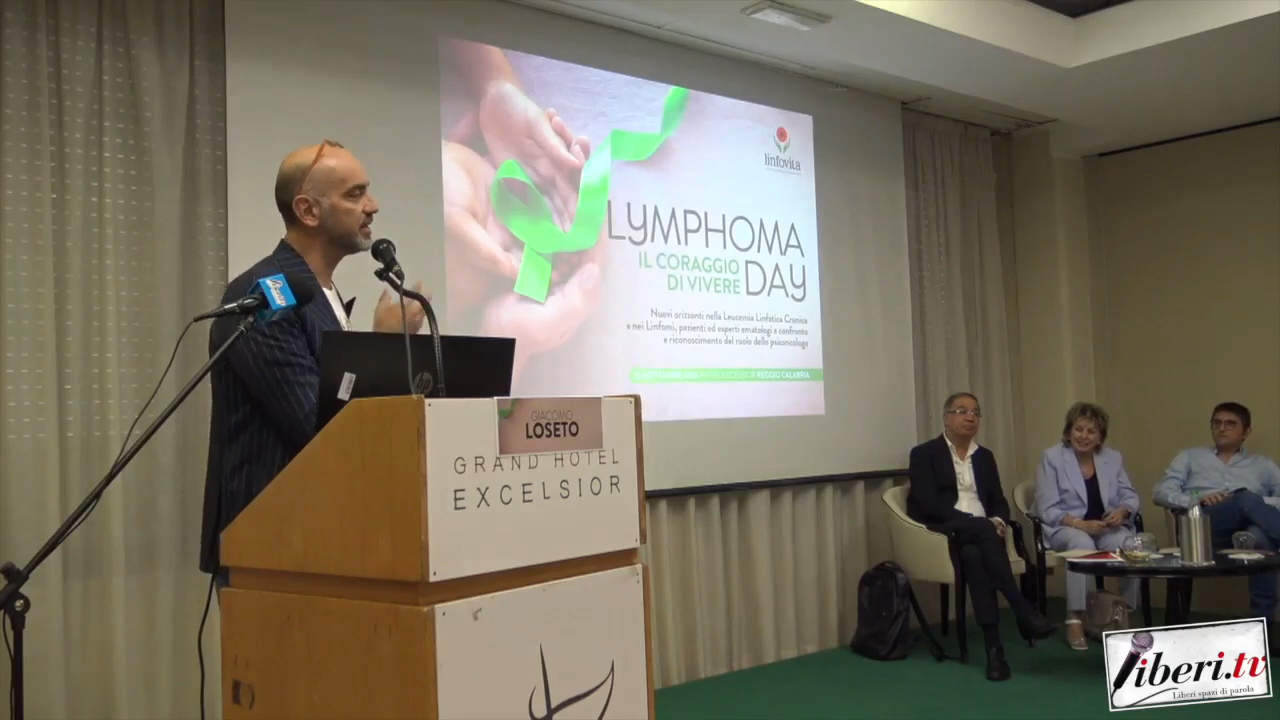 linfovita
LYMPHOMA
IL CORAGGIO
DI VIVERE
DAY
Nuovi orizzonti nella Leucemia Linfatica Cronica
e nei Linfomi, pazienti ed esperti ematologi a confronto
e riconoscimento del ruolo dello psiconcologo
REGGIO CALABRIA
GIACOMO
LOSETO
GRAND HOTEL
EXCELSIOR
hp
liberi.tv
Liberi spazi di parola